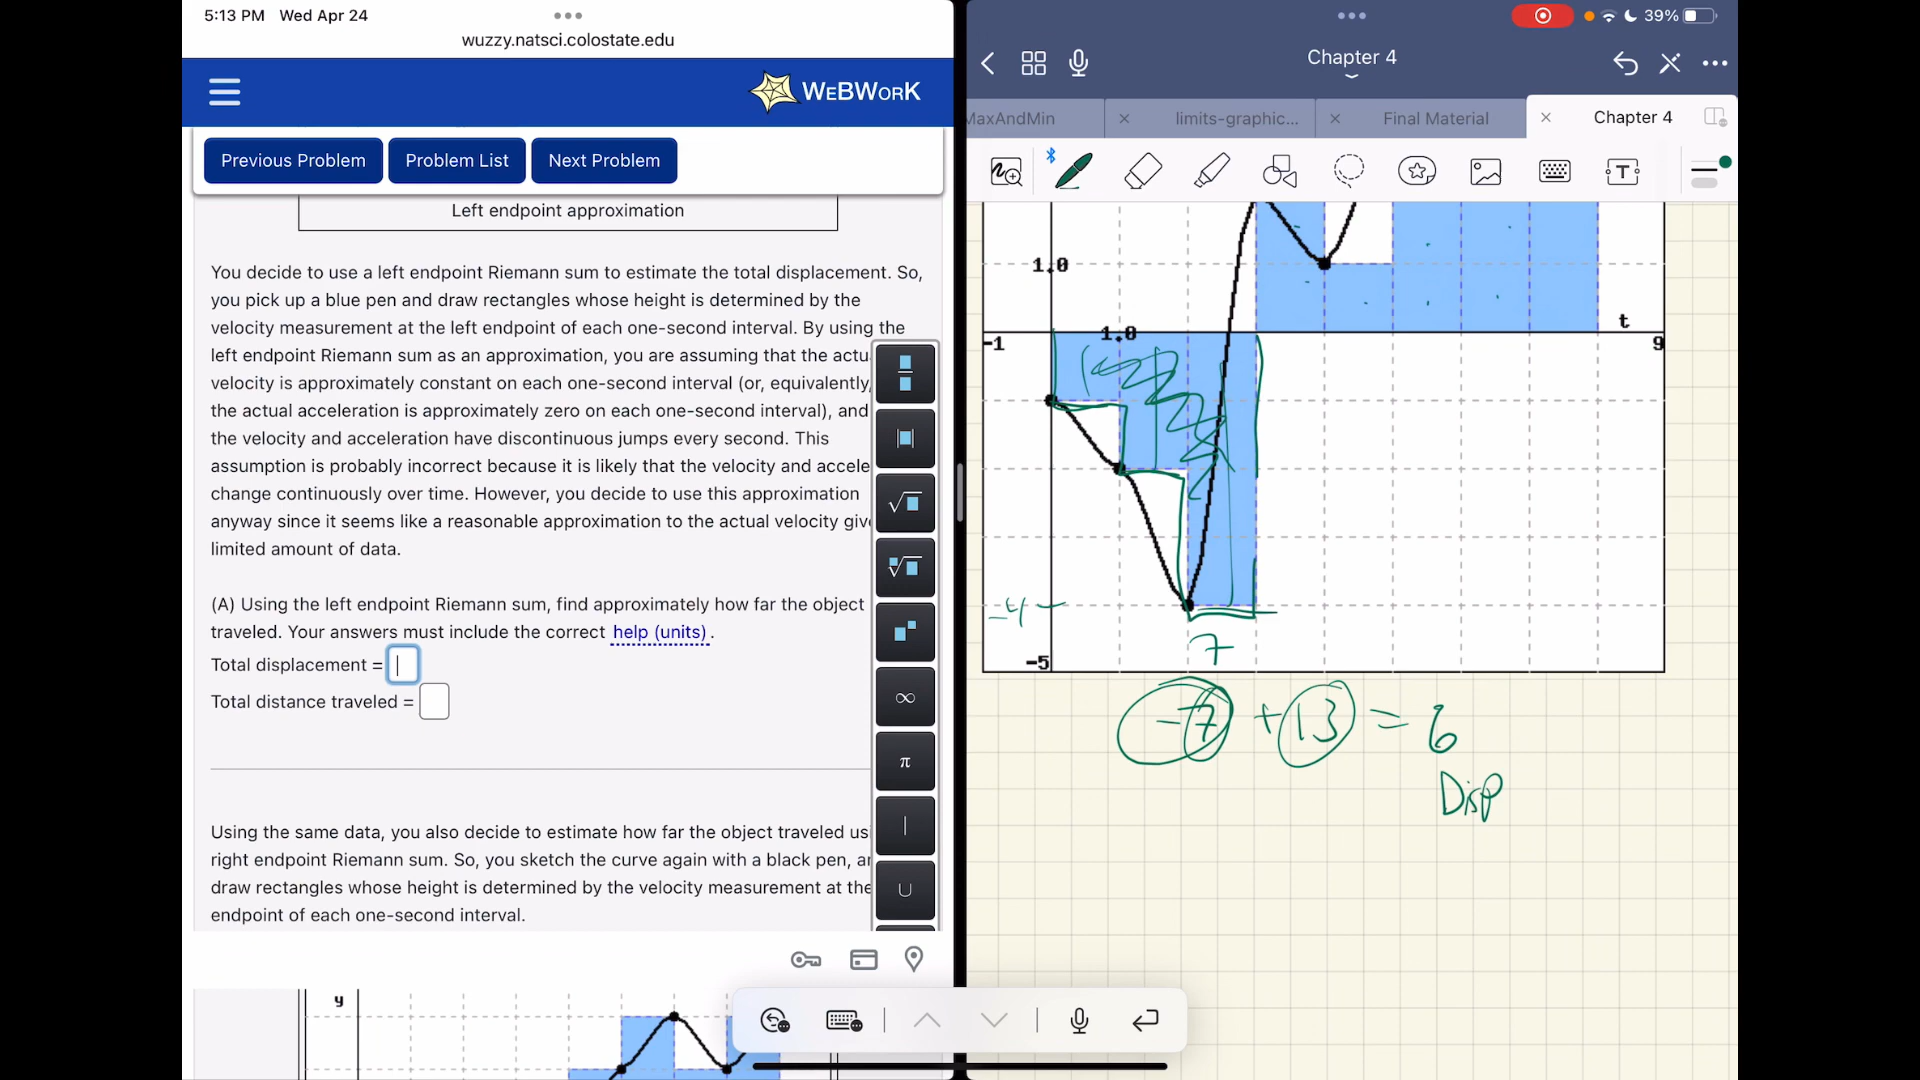 5:13 PM Wed Apr 24
wuzzy.natsci.colostate.edu
WeBWorK
Previous Problem
Problem List
Next Problem
Left endpoint approximation
You decide to use a left endpoint Riemann sum to estimate the total displacement. So,
you pick up a blue pen and draw rectangles whose height is determined by the
velocity measurement at the left endpoint of each one-second interval. By using the
left endpoint Riemann sum as an approximation, you are assuming that the actu
velocity is approximately constant on each one-second interval (or, equivalently,
the actual acceleration is approximately zero on each one-second interval), and
the velocity and acceleration have discontinuous jumps every second. This
assumption is probably incorrect because it is likely that the velocity and accele
change continuously over time. However, you decide to use this approximation
anyway since it seems like a reasonable approximation to the actual velocity giv
limited amount of data.
(A) Using the left endpoint Riemann sum, find approximately how far the object
traveled. Your answers must include the correct help (units).
Total displacement =
Total distance traveled =
Using the same data, you also decide to estimate how far the object traveled usi
right endpoint Riemann sum. So, you sketch the curve again with a black pen, a
draw rectangles whose height is determined by the velocity measurement at the
endpoint of each one-second interval.
y
π
∞
39%
Chapter 4
MaxAndMin
limits-graphic...
Final Material
Chapter 4
1.0
1.0
t
-1
9
-4
-5
7
-7 + 13 = 6
Disp